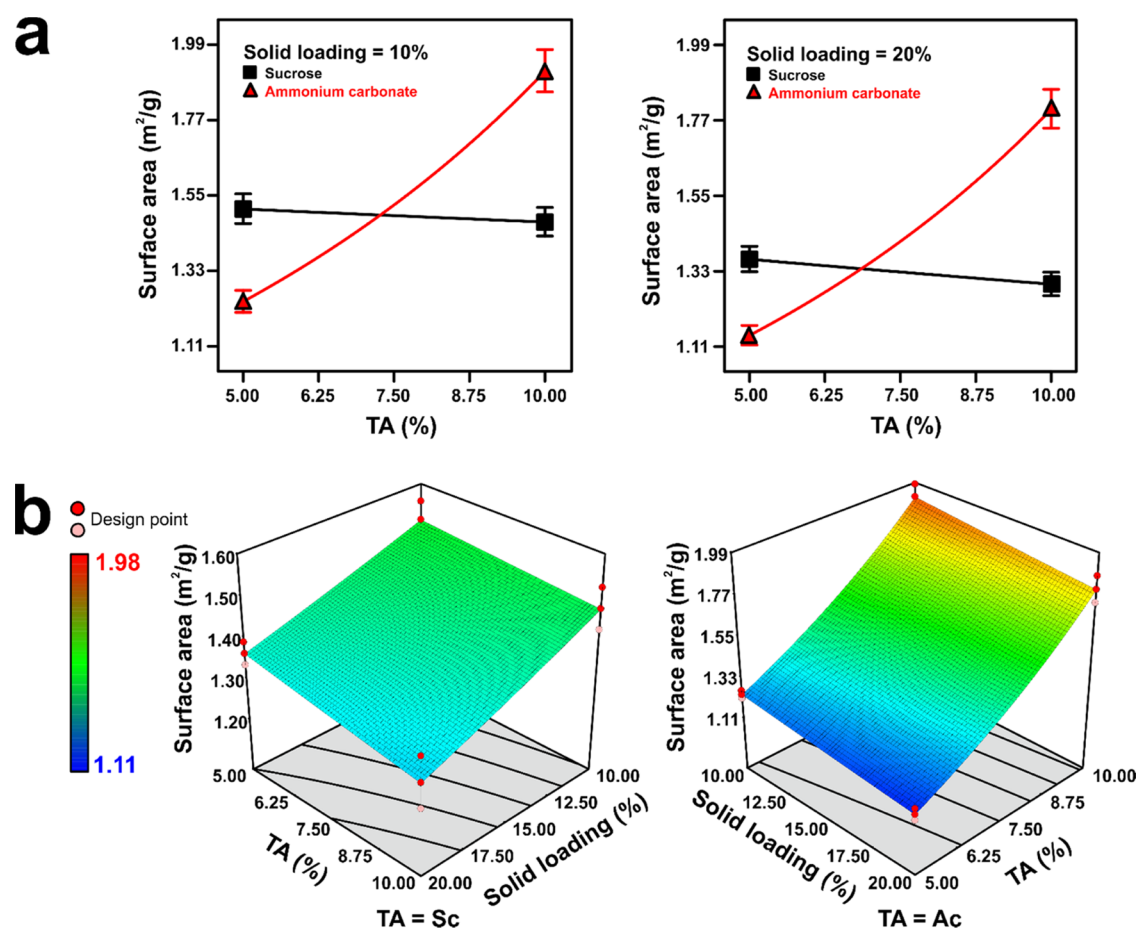 a
Solid loading = 10%
Sucrose
Ammonium carbonate
Surface area (m²/g)
1.99
1.77
1.55
1.33
1.11
5.00 6.25 7.50 8.75 10.00
TA (%)
Solid loading = 20%
Sucrose
Ammonium carbonate
Surface area (m²/g)
1.99
1.77
1.55
1.33
1.11
5.00 6.25 7.50 8.75 10.00
TA (%)
b
Design point
1.98
1.11
Surface area (m²/g)
1.60
1.50
1.40
1.30
1.20
5.00
6.25
7.50
8.75
10.00
TA (%)
20.00
17.50
15.00
12.50
10.00
Solid loading (%)
TA = Sc
Surface area (m²/g)
1.99
1.77
1.55
1.33
1.11
10.00
12.50
15.00
17.50
20.00
Solid loading (%)
5.00
6.25
7.50
8.75
10.00
TA (%)
TA = Ac